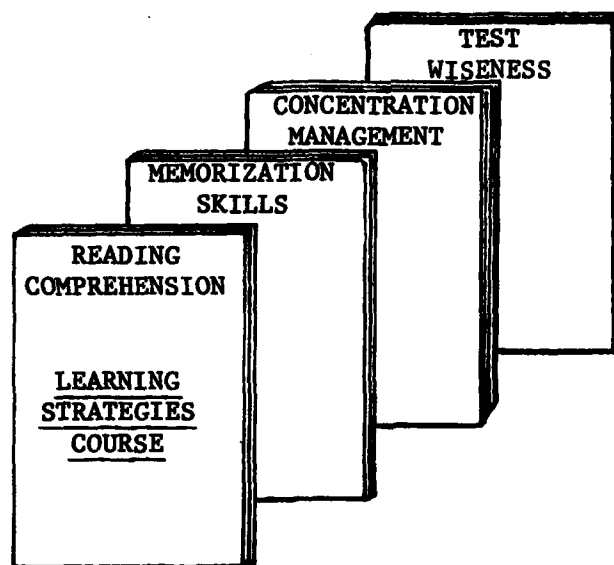 TEST
WISENESS
CONCENTRATION
MANAGEMENT
MEMORIZATION
SKILLS
READING
COMPREHENSION
LEARNING
STRATEGIES
COURSE